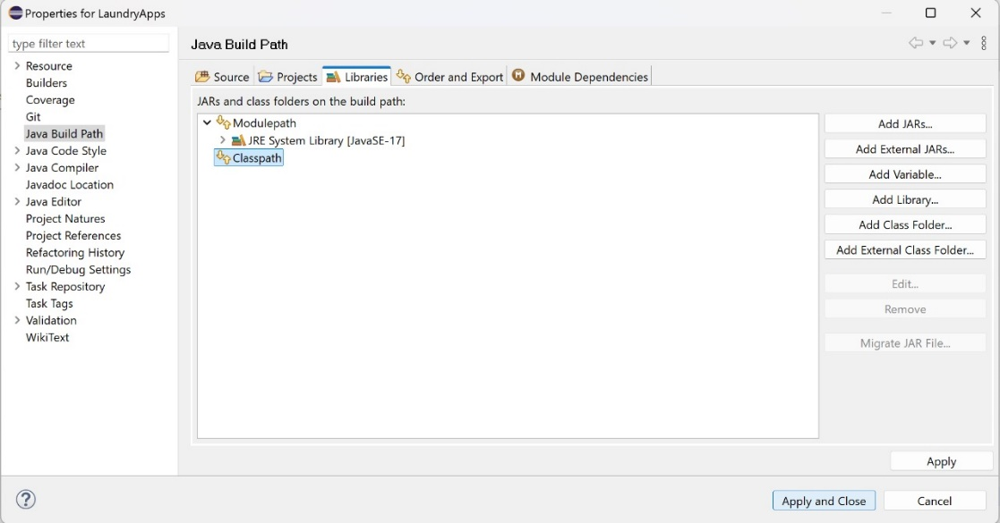 Properties for LaundryApps
type filter text
Resource
Builders
Coverage
Git
Java Build Path
Java Code Style
Java Compiler
Javadoc Location
Java Editor
Project Natures
Project References
Refactoring History
Run/Debug Settings
Task Repository
Task Tags
Validation
WikiText
Java Build Path
Source Projects Libraries Order and Export Module Dependencies
JARs and class folders on the build path:
Modulepath
JRE System Library [JavaSE-17]
Classpath
Add JARs...
Add External JARs...
Add Variable...
Add Library...
Add Class Folder...
Add External Class Folder...
Edit...
Remove
Migrate JAR File...
Apply
Apply and Close Cancel